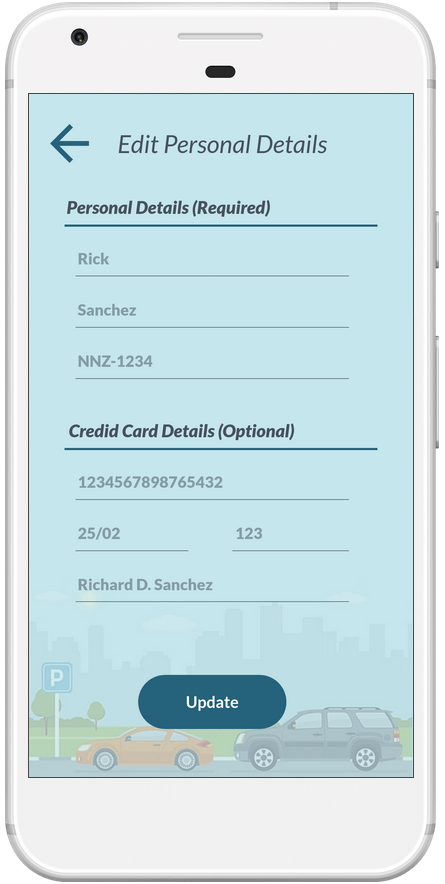 Edit Personal Details
Personal Details (Required)
Rick
Sanchez
NNZ-1234
Credid Card Details (Optional)
1234567898765432
25/02 123
Richard D. Sanchez
P
Update